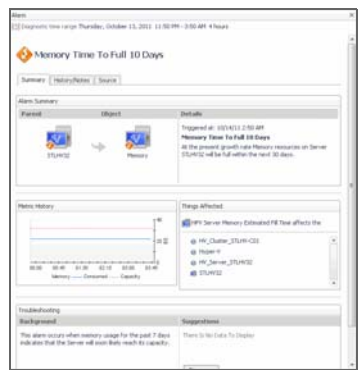 Alarm
Diagnostic time range Thursday, October 13, 2011 11:50 PM - 3:50 AM 4 hours
Memory Time To Full 10 Days
Summary History/Notes Source
Alarm Summary
Parent Object Details
Triggered at: 10/14/11 2:50 AM
Memory Time To Full 10 Days
At the present growth rate Memory resources on Server
STLHV32 will be full within the next 30 days.
STLHV32 Memory
Metric History
Things Affected
HPV Server Memory Estimated Fill Time affects the
HV_Cluster_STLHV-CS1
Hyper-V
HV_Server_STLHV32
STLHV32
Memory Consumed Capacity
Troubleshooting
Background Suggestions
This alarm occurs when memory usage for the past 7 days
indicates that the Server will soon likely reach its capacity.
There Is No Data To Display